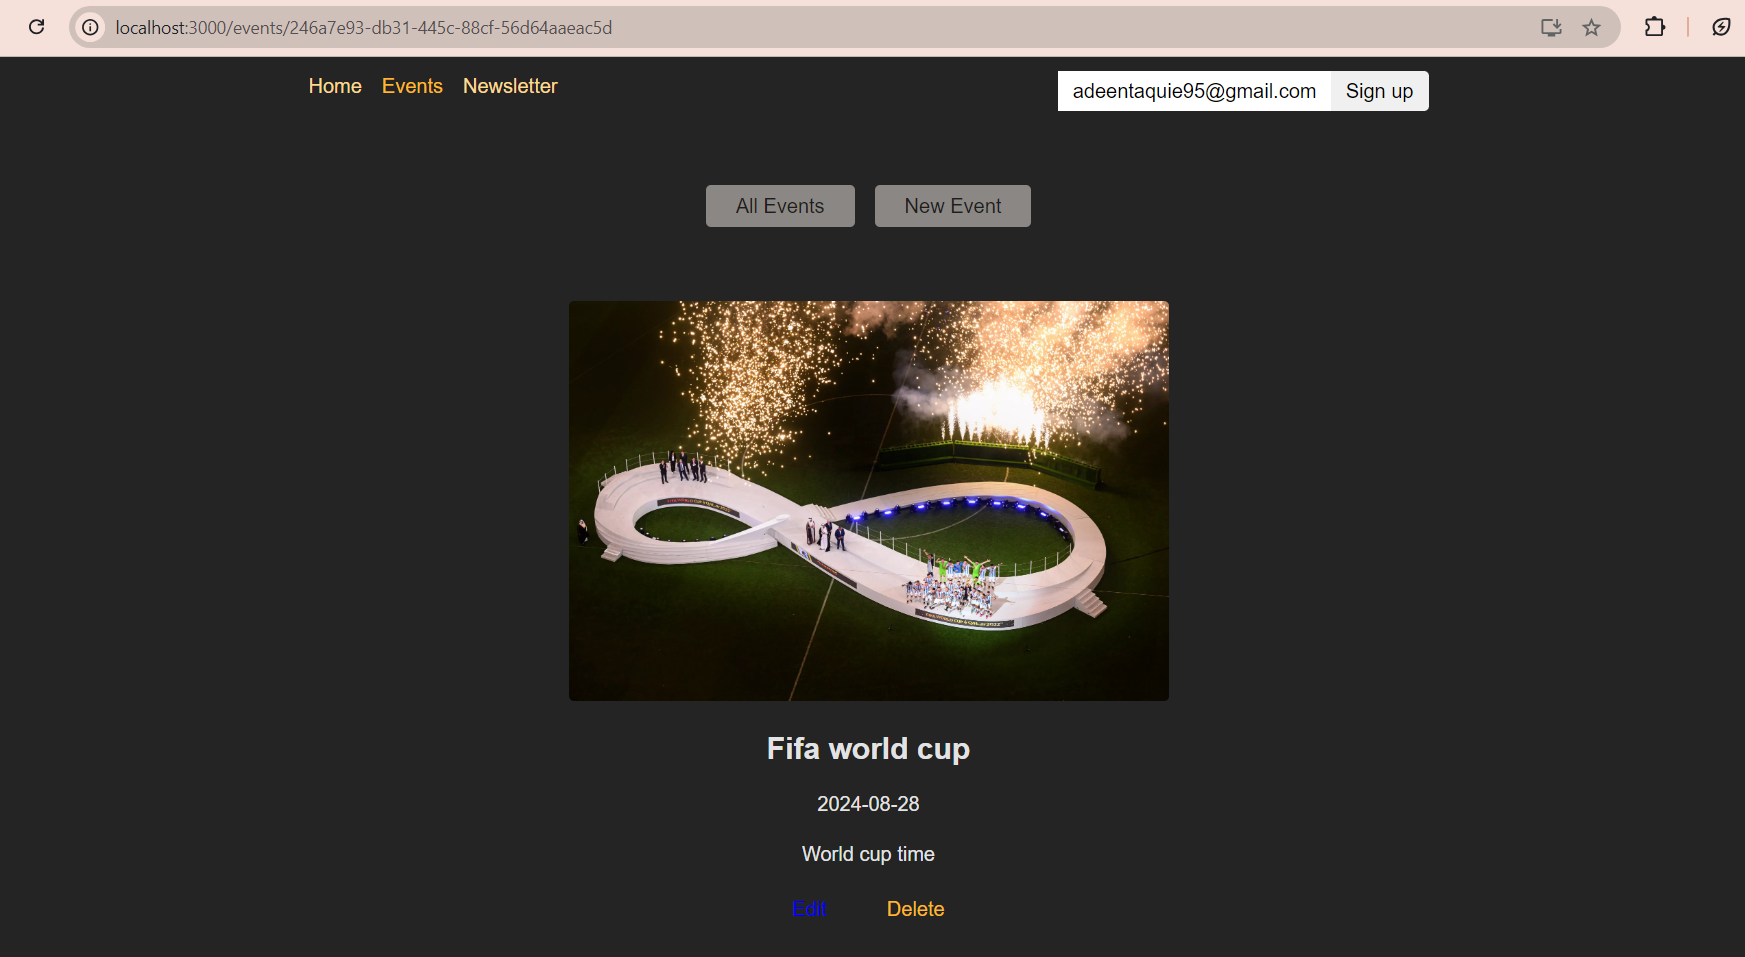 localhost:3000/events/246a7e93-db31-445c-88cf-56d64aaeac5d
Home Events Newsletter adeentaquie95@gmail.com Sign up
All Events New Event
Fifa world cup
2024-08-28
World cup time
Edit Delete